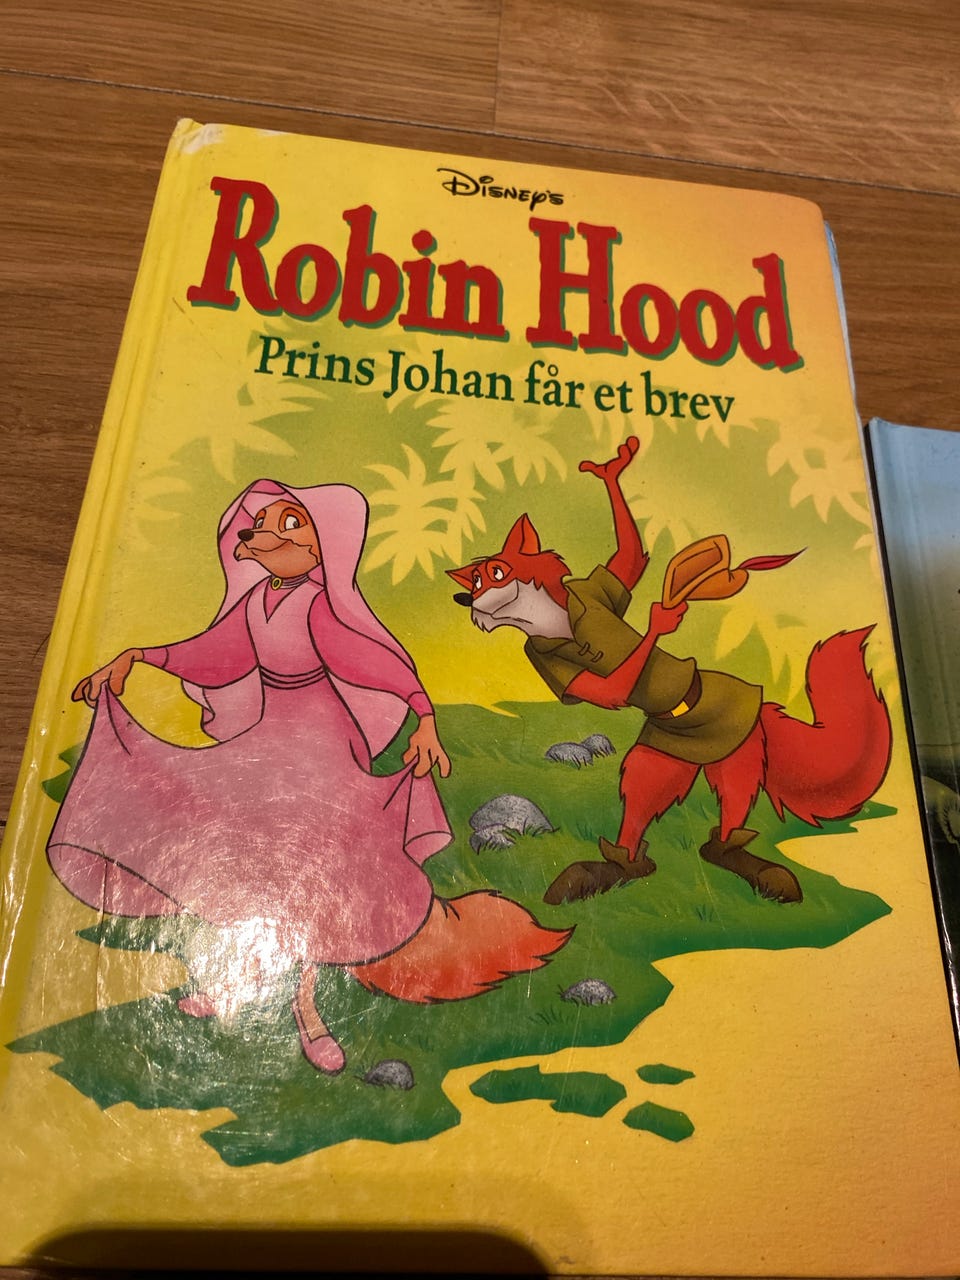 Disney's
Robin Hood
Prins Johan får et brev